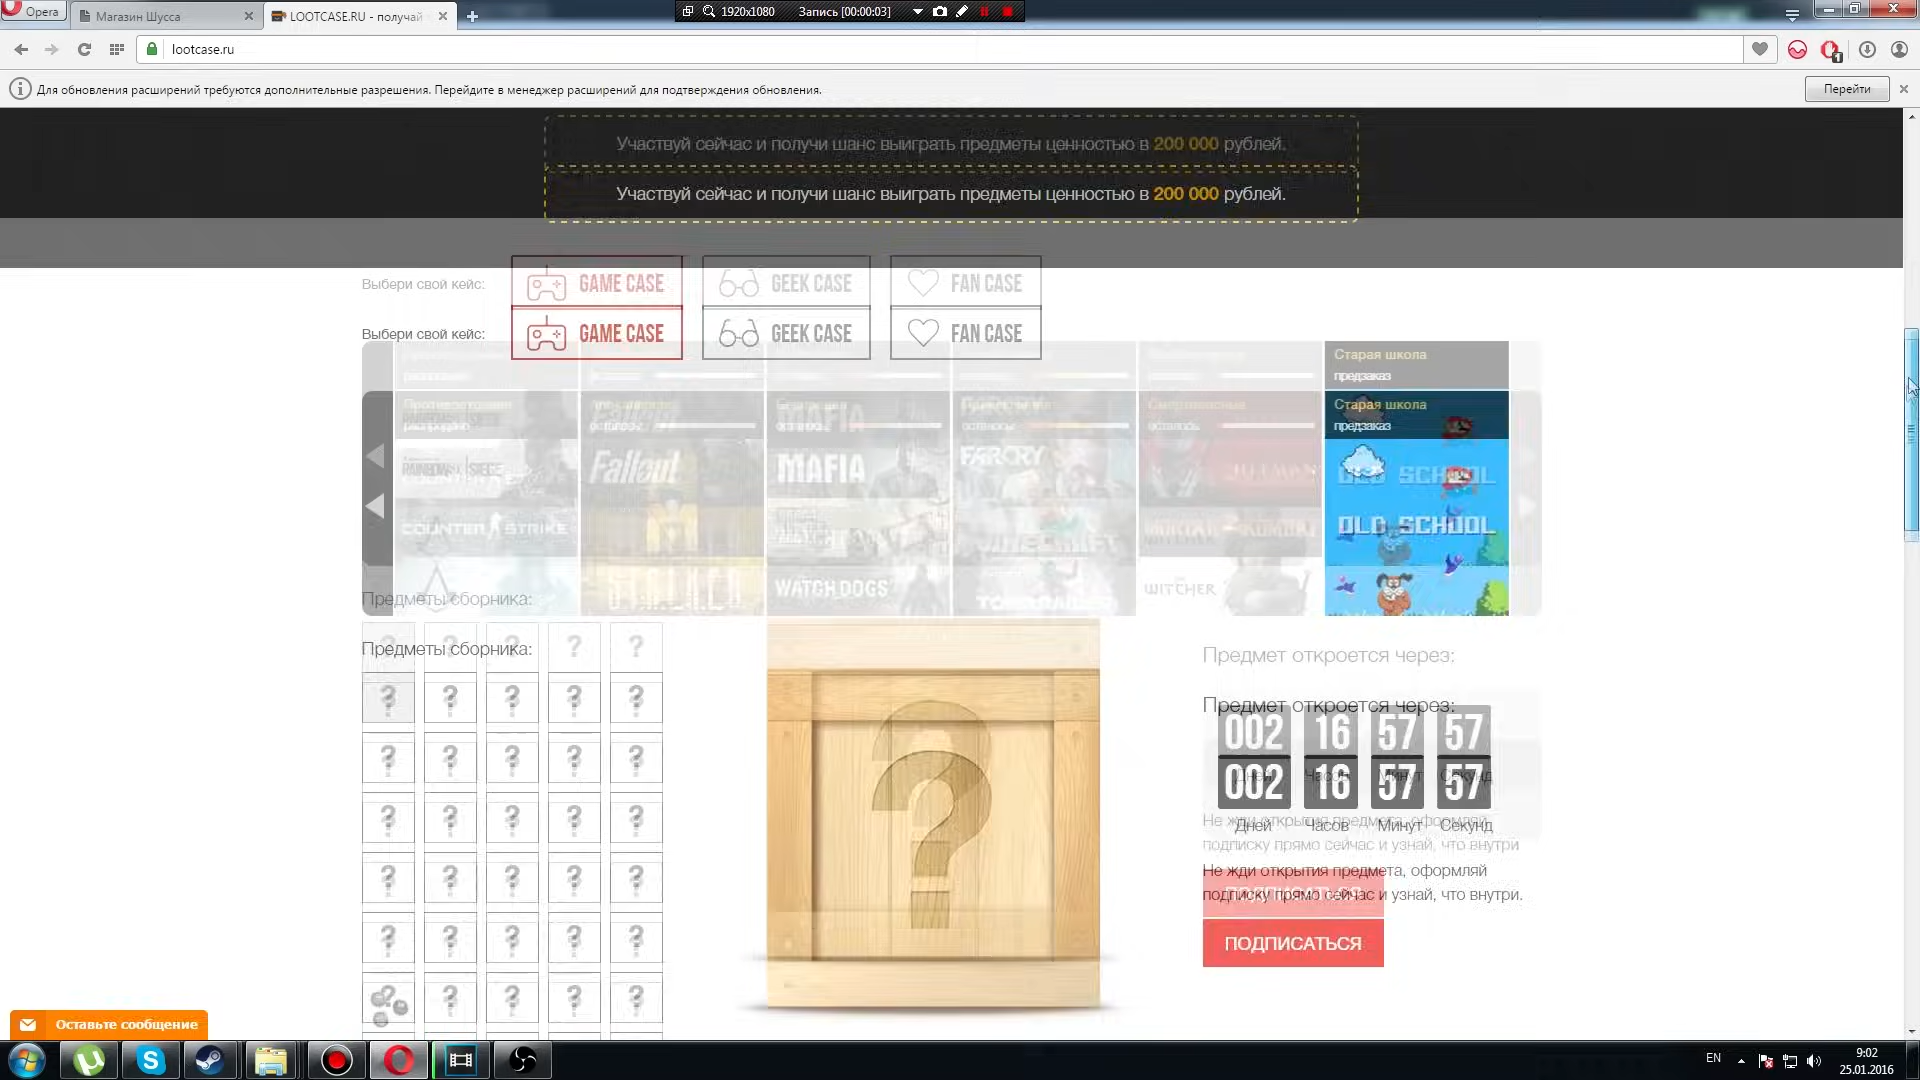 Opera
Магазин Шусса
LOOTCASE.RU - получай
1920x1080
Запись [00:00:03]
lootcase.ru
1
Для обновления расширений требуются дополнительные разрешения. Перейдите в менеджер расширений для подтверждения обновления.
Перейти
Участвуй сейчас и получи шанс выиграть предметы ценностью в 200 000 рублей.
Участвуй сейчас и получи шанс выиграть предметы ценностью в 200 000 рублей.
Выбери свой кейс:
GAME CASE
GEEK CASE
FAN CASE
Выбери свой кейс:
GAME CASE
GEEK CASE
FAN CASE
Старая школа
предзаказ
Старая школа
предзаказ
RAINBOW SIEGE
Fallout
MAFIA
FARCRY
OLD SCHOOL
COUNTER STRIKE
OLD SCHOOL
WATCH DOGS
WITCHER
Предметы сборника:
Предметы сборника:
Предмет откроется через:
Предмет откроется через:
002 16 57 57
002 16 57 57
Дней Часов Минут Секунд
Не жди открытия предмета, оформляй
подписку прямо сейчас и узнай, что внутри
Не жди открытия предмета, оформляй
подписку прямо сейчас и узнай, что внутри.
ПОДПИСАТЬСЯ
ПОДПИСАТЬСЯ
Оставьте сообщение
EN
9:02
25.01.2016